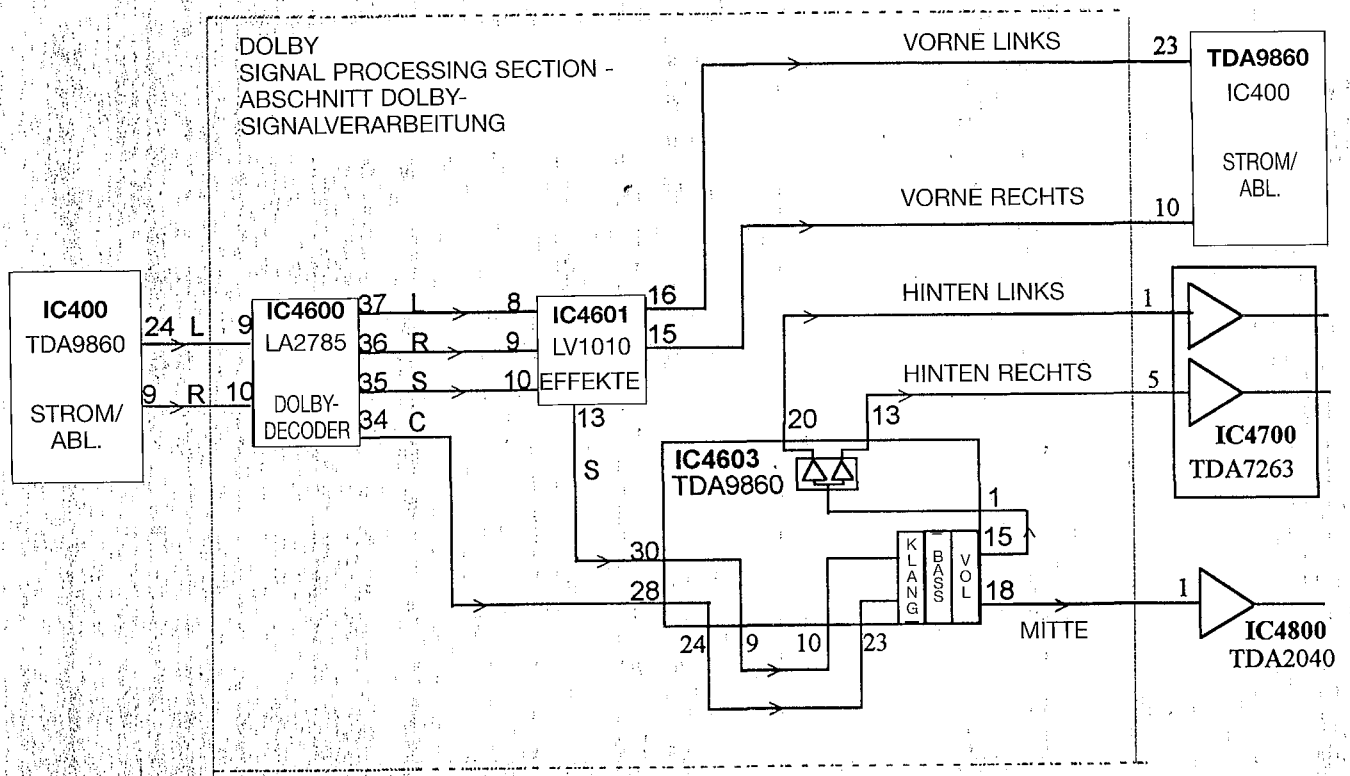 DOLBY
SIGNAL PROCESSING SECTION -
ABSCHNITT DOLBY-
SIGNALVERARBEITUNG
VORNE LINKS
23
TDA9860
IC400
STROM/
ABL.
VORNE RECHTS
10
IC400
TDA9860
STROM/
ABL.
24 L
9 R
9
10
IC4600
LA2785
DOLBY-
DECODER
37 L
36 R
35 S
34 C
8
9
10
IC4601
LV1010
EFFEKTE
16
15
13
S
HINTEN LINKS
1
HINTEN RECHTS
5
IC4700
TDA7263
20
13
IC4603
TDA9860
1
15
18
30
28
24
9
10
23
KLANG
BASS
VOL
MITTE
1
IC4800
TDA2040